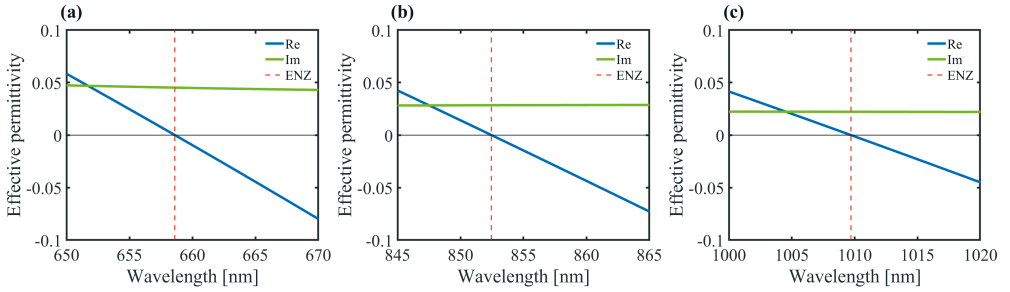 (a)
0.1
0.05
0
-0.05
-0.1
Effective permittivity
650
655
660
665
670
Wavelength [nm]
Re
Im
ENZ
(b)
0.1
0.05
0
-0.05
-0.1
Effective permittivity
845
850
855
860
865
Wavelength [nm]
Re
Im
ENZ
(c)
0.1
0.05
0
-0.05
-0.1
Effective permittivity
1000
1005
1010
1015
1020
Wavelength [nm]
Re
Im
ENZ